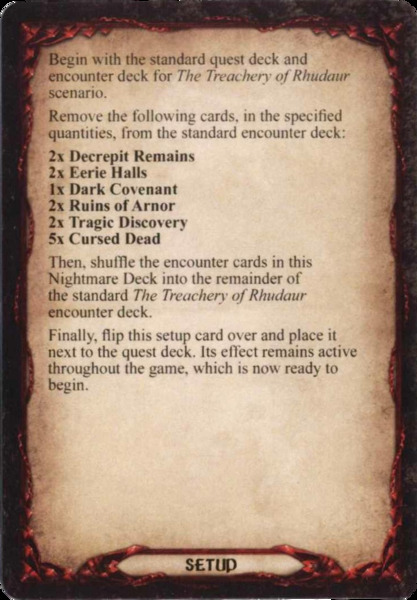 Begin with the standard quest deck and
encounter deck for The Treachery of Rhudaur
scenario.
Remove the following cards, in the specified
quantities, from the standard encounter deck:
2x Decrepit Remains
2x Eerie Halls
1x Dark Covenant
2x Ruins of Arnor
2x Tragic Discovery
5x Cursed Dead
Then, shuffle the encounter cards in this
Nightmare Deck into the remainder of
the standard The Treachery of Rhudaur
encounter deck.
Finally, flip this setup card over and place it
next to the quest deck. Its effect remains active
throughout the game, which is now ready to
begin.
SETUP